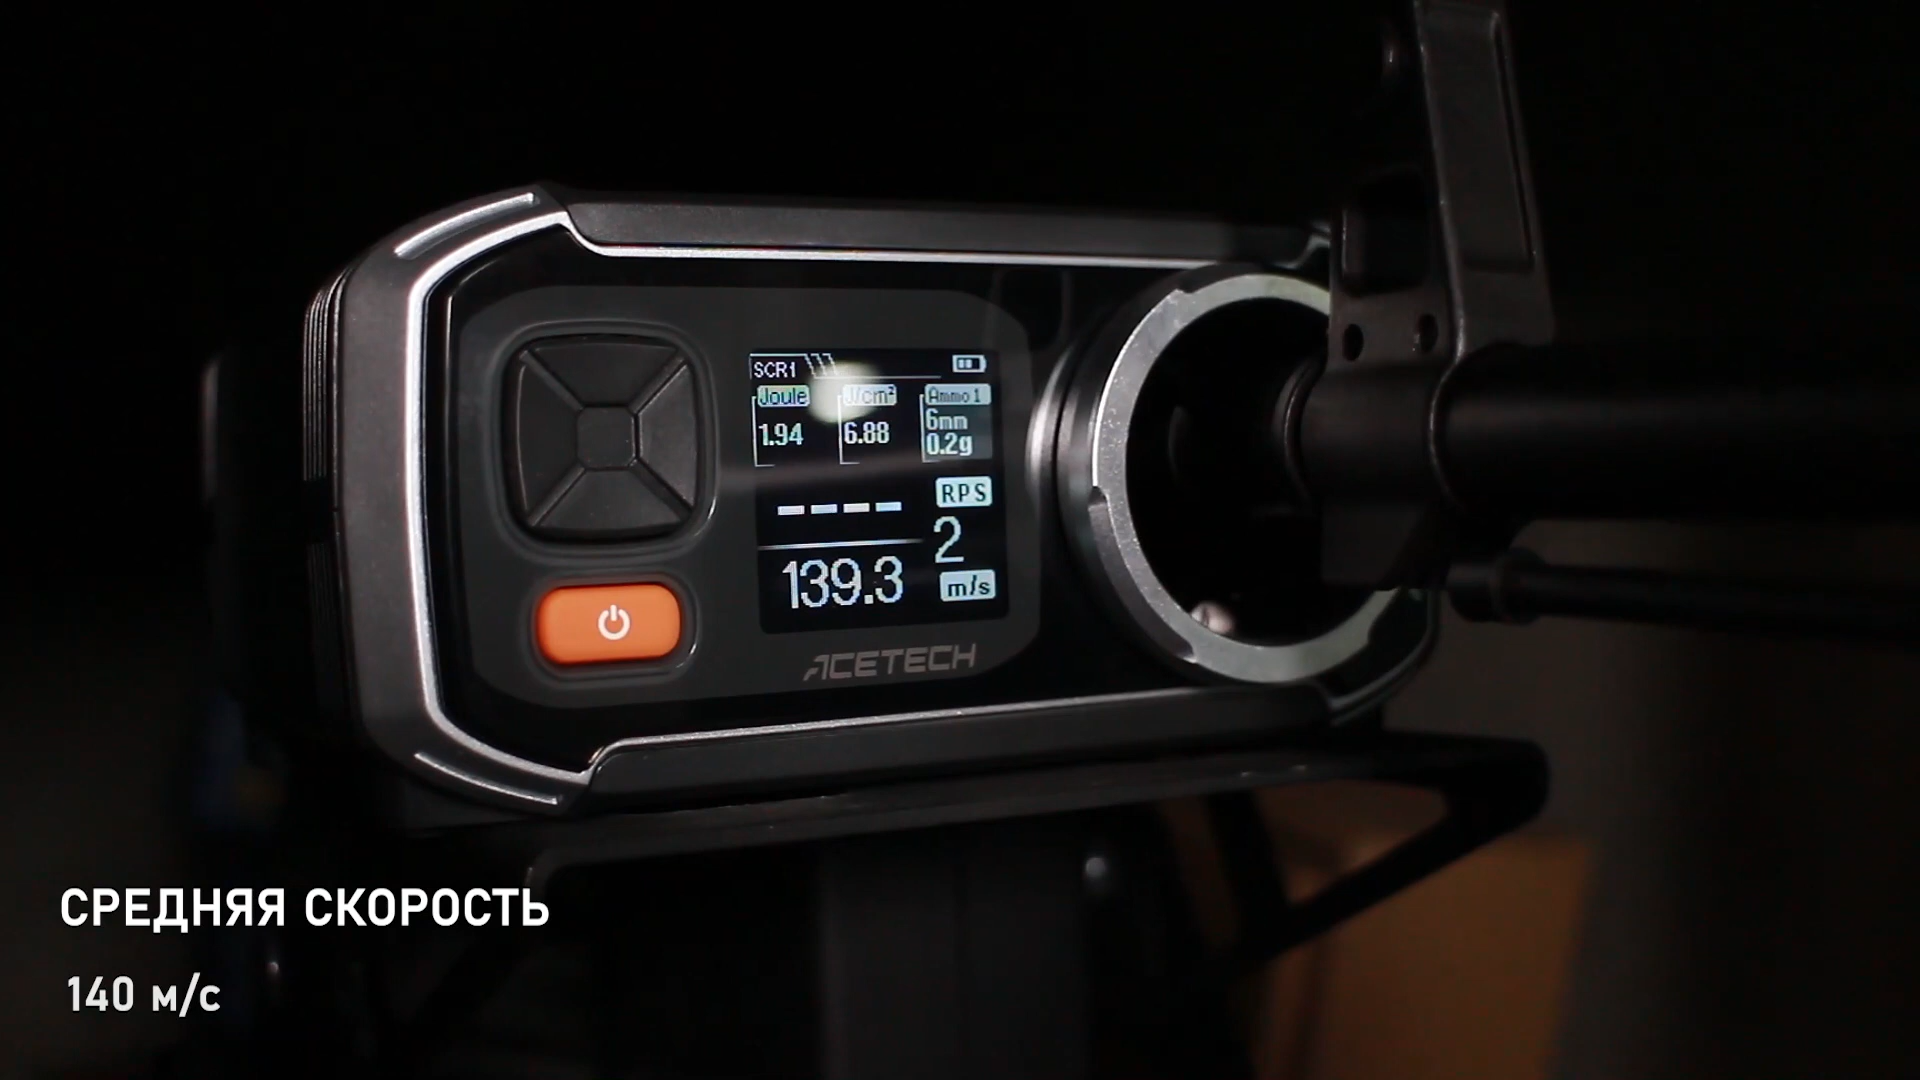 SCR1
Joule
J/cm²
Ammo 1
1.94
6.88
6mm
0.2g
RPS
2
139.3
m/s
ACETECH
СРЕДНЯЯ СКОРОСТЬ
140 м/с